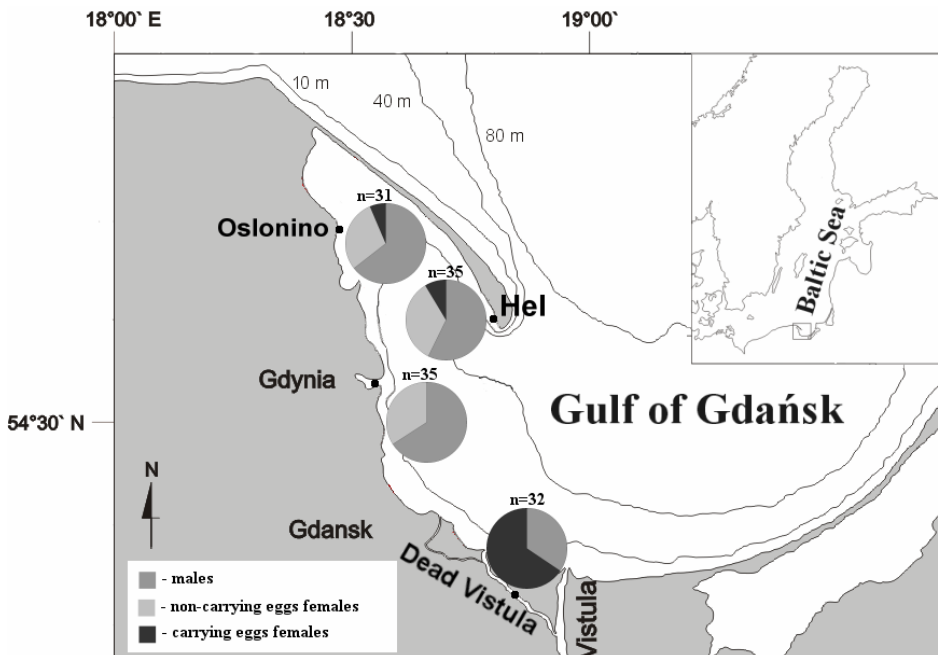 18°00` E
18°30`
19°00`
10 m
40 m
80 m
n=31
Oslonino
n=35
Hel
Baltic Sea
n=35
Gdynia
Gulf of Gdańsk
54°30` N
N
n=32
Gdansk
Dead Vistula
Vistula
- males
- non-carrying eggs females
- carrying eggs females